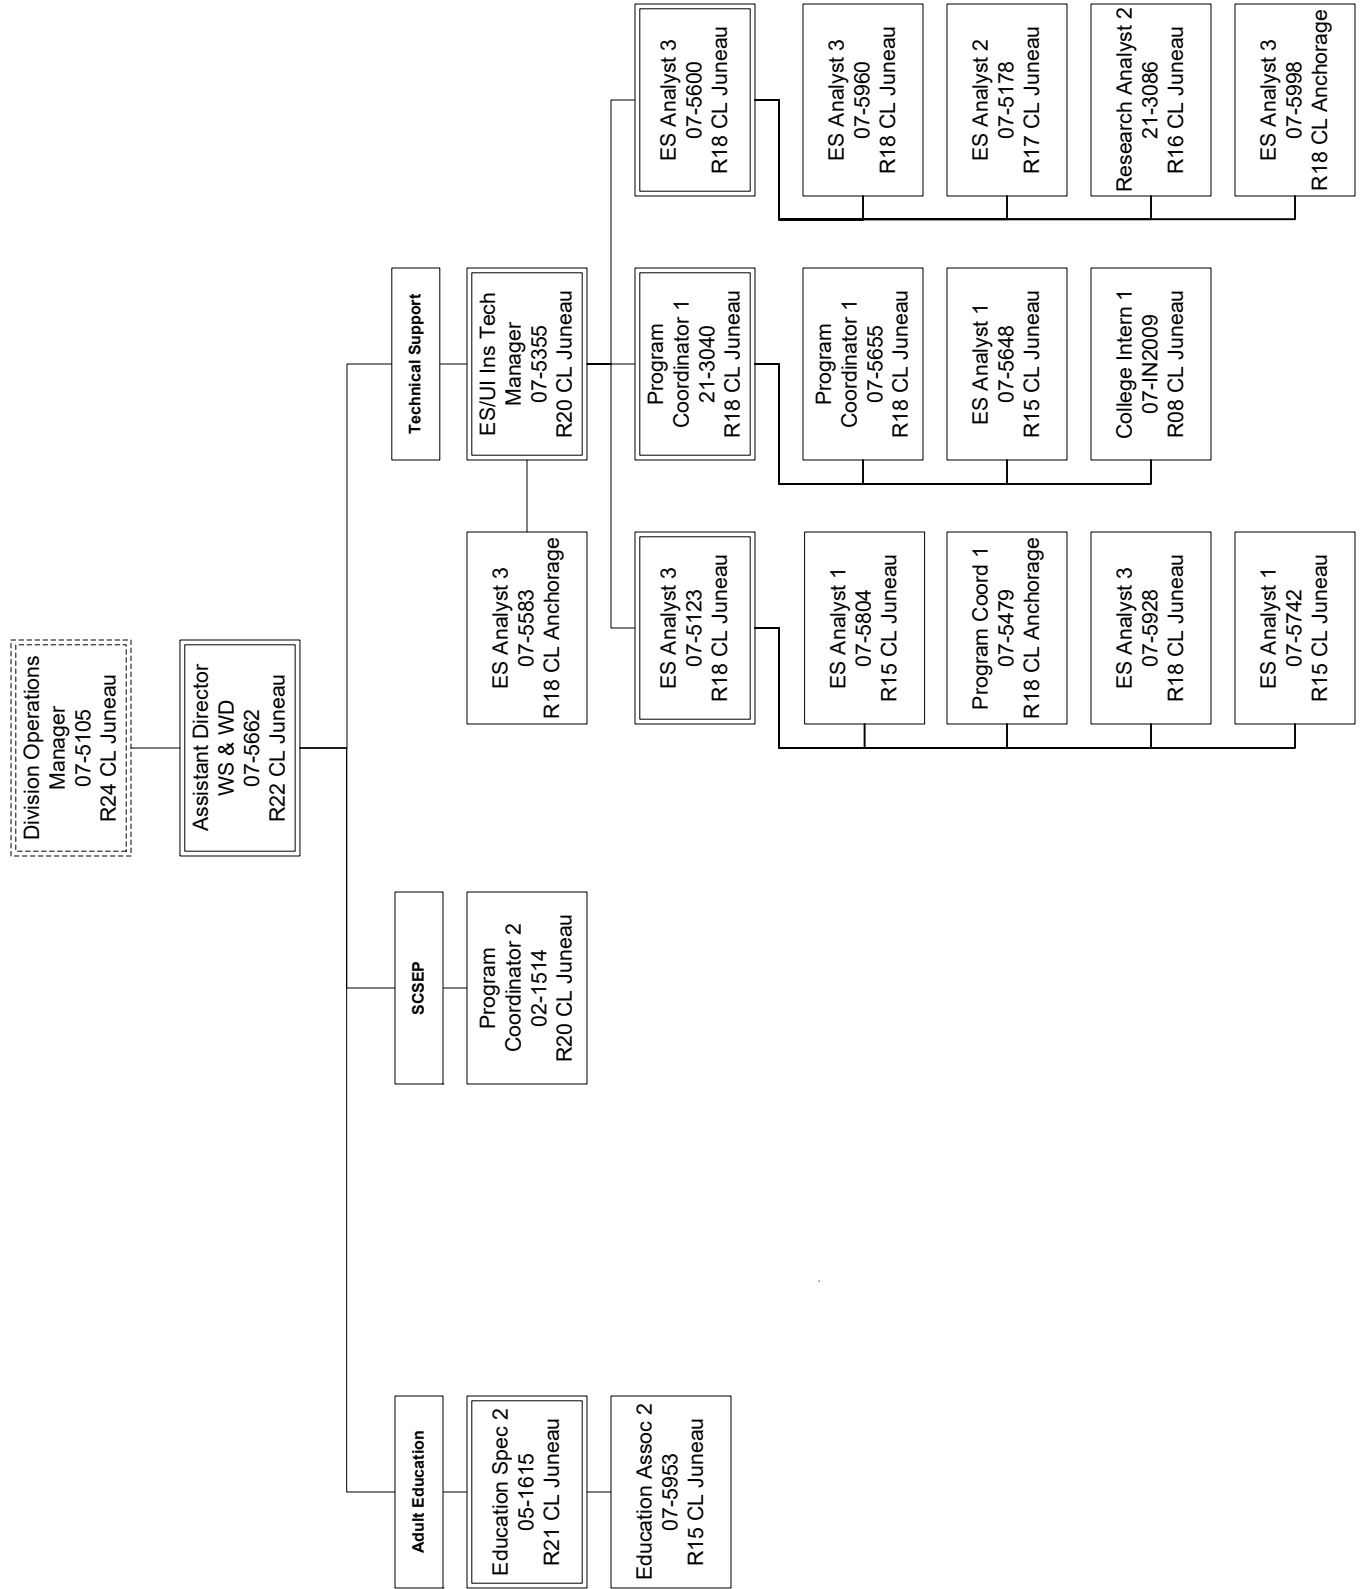 Division Operations
Manager
07-5105
R24 CL Juneau
Assistant Director
WS & WD
07-5662
R22 CL Juneau
Adult Education
Education Spec 2
05-1615
R21 CL Juneau
Education Assoc 2
07-5953
R15 CL Juneau
SCSEP
Program
Coordinator 2
02-1514
R20 CL Juneau
Technical Support
ES/UI Ins Tech
Manager
07-5355
R20 CL Juneau
ES Analyst 3
07-5583
R18 CL Anchorage
ES Analyst 3
07-5123
R18 CL Juneau
ES Analyst 1
07-5804
R15 CL Juneau
Program Coord 1
07-5479
R18 CL Anchorage
ES Analyst 3
07-5928
R18 CL Juneau
ES Analyst 1
07-5742
R15 CL Juneau
Program
Coordinator 1
21-3040
R18 CL Juneau
Program
Coordinator 1
07-5655
R18 CL Juneau
ES Analyst 1
07-5648
R15 CL Juneau
College Intern 1
07-IN2009
R08 CL Juneau
ES Analyst 3
07-5600
R18 CL Juneau
ES Analyst 3
07-5960
R18 CL Juneau
ES Analyst 2
07-5178
R17 CL Juneau
Research Analyst 2
21-3086
R16 CL Juneau
ES Analyst 3
07-5998
R18 CL Anchorage